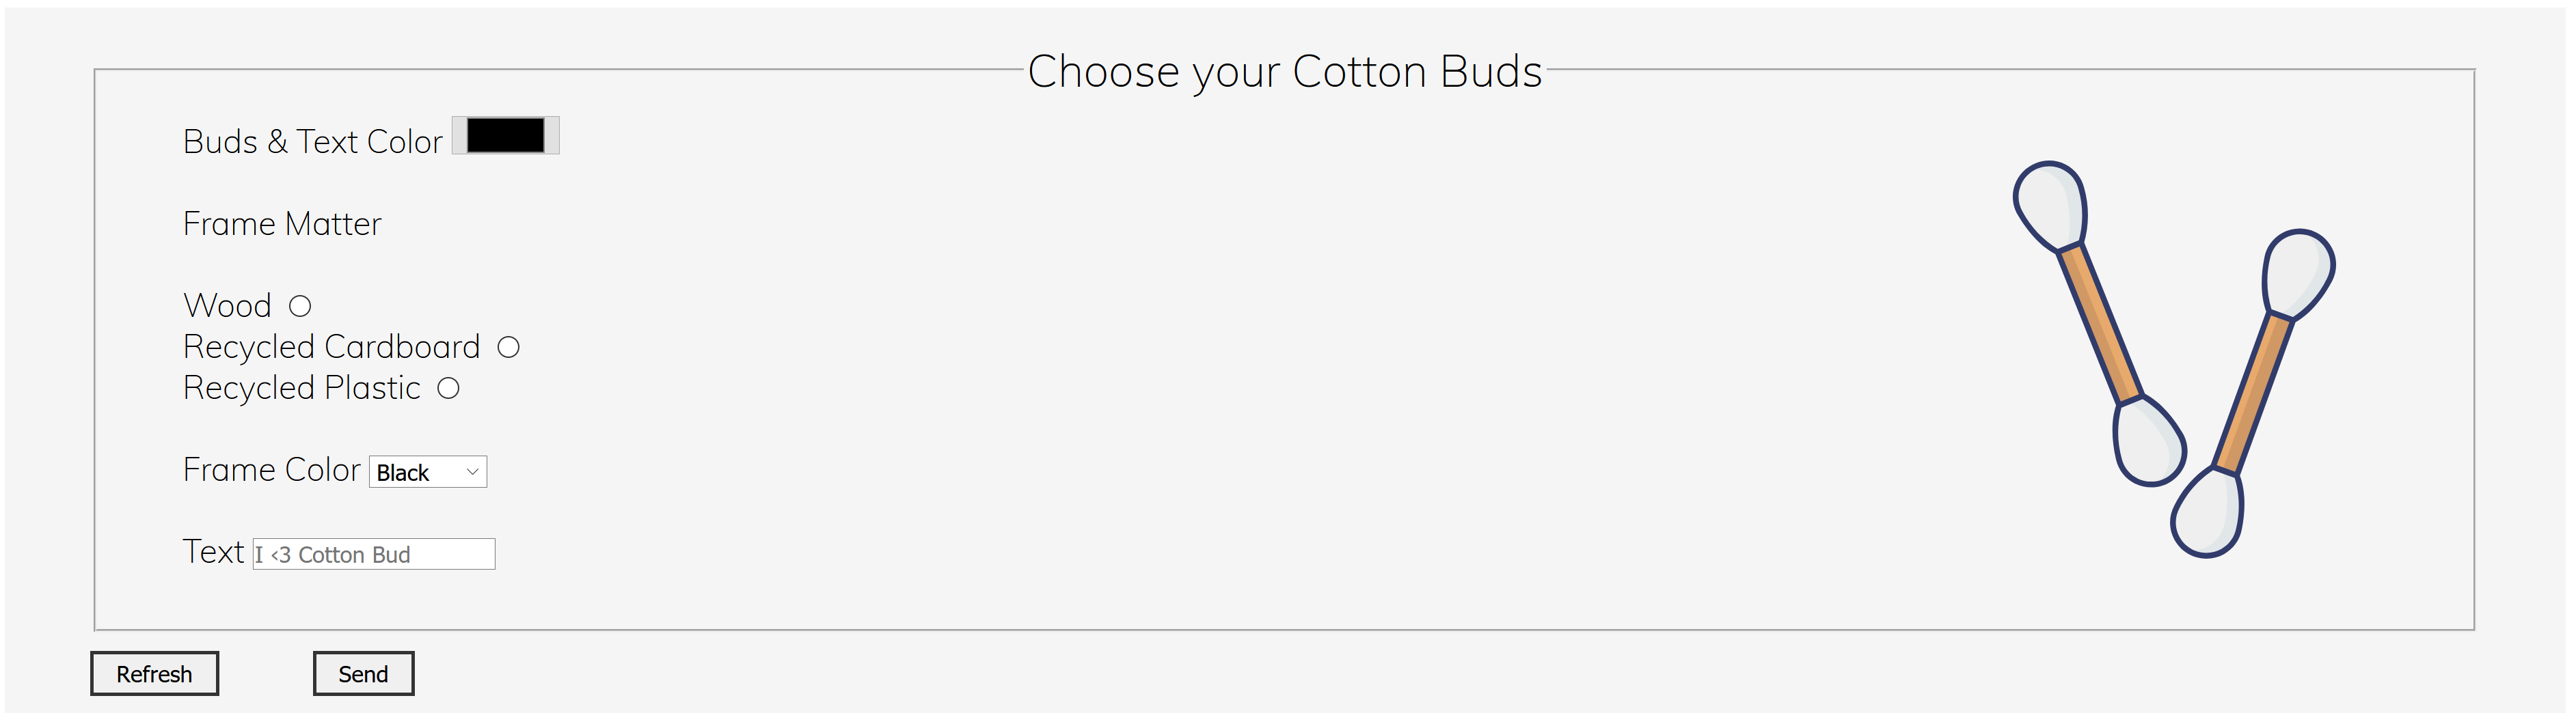 Choose your Cotton Buds
Buds & Text Color
Frame Matter
Wood
Recycled Cardboard
Recycled Plastic
Frame Color Black
Text I <3 Cotton Bud
Refresh Send